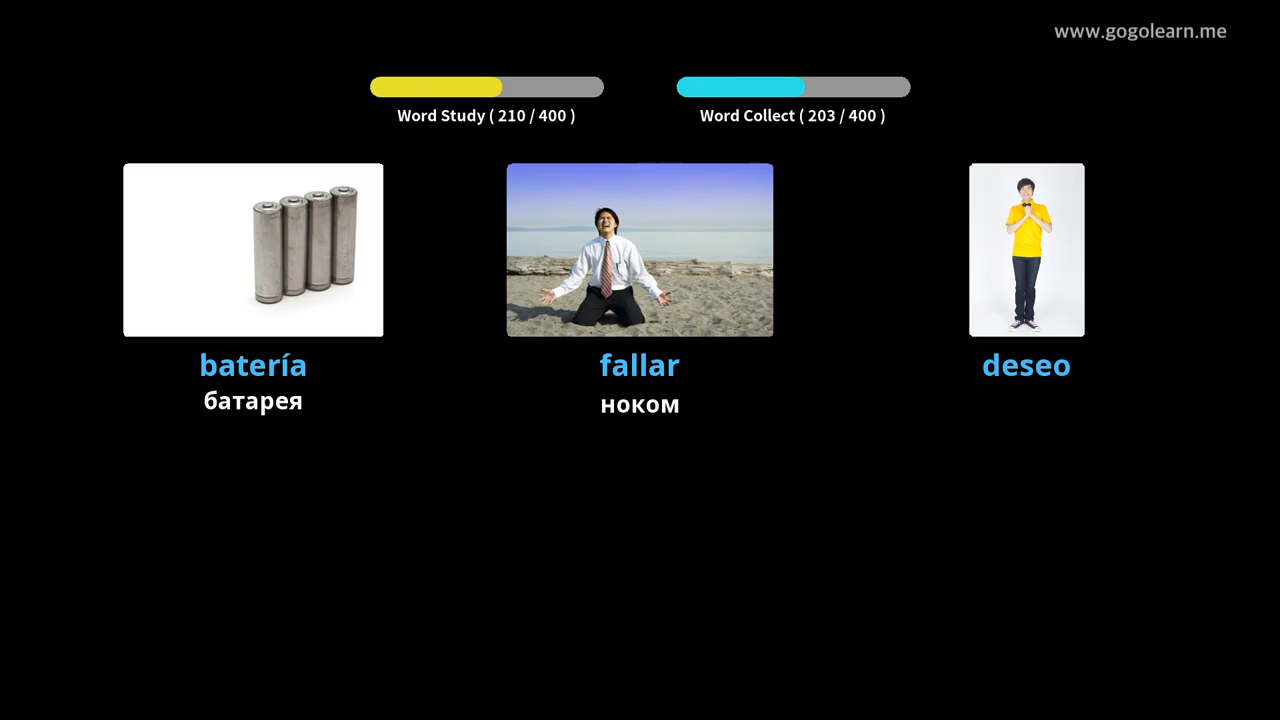 www.gogolearn.me
Word Study ( 210 / 400 )
Word Collect ( 203 / 400 )
batería
fallar
deseo
батарея
ноком